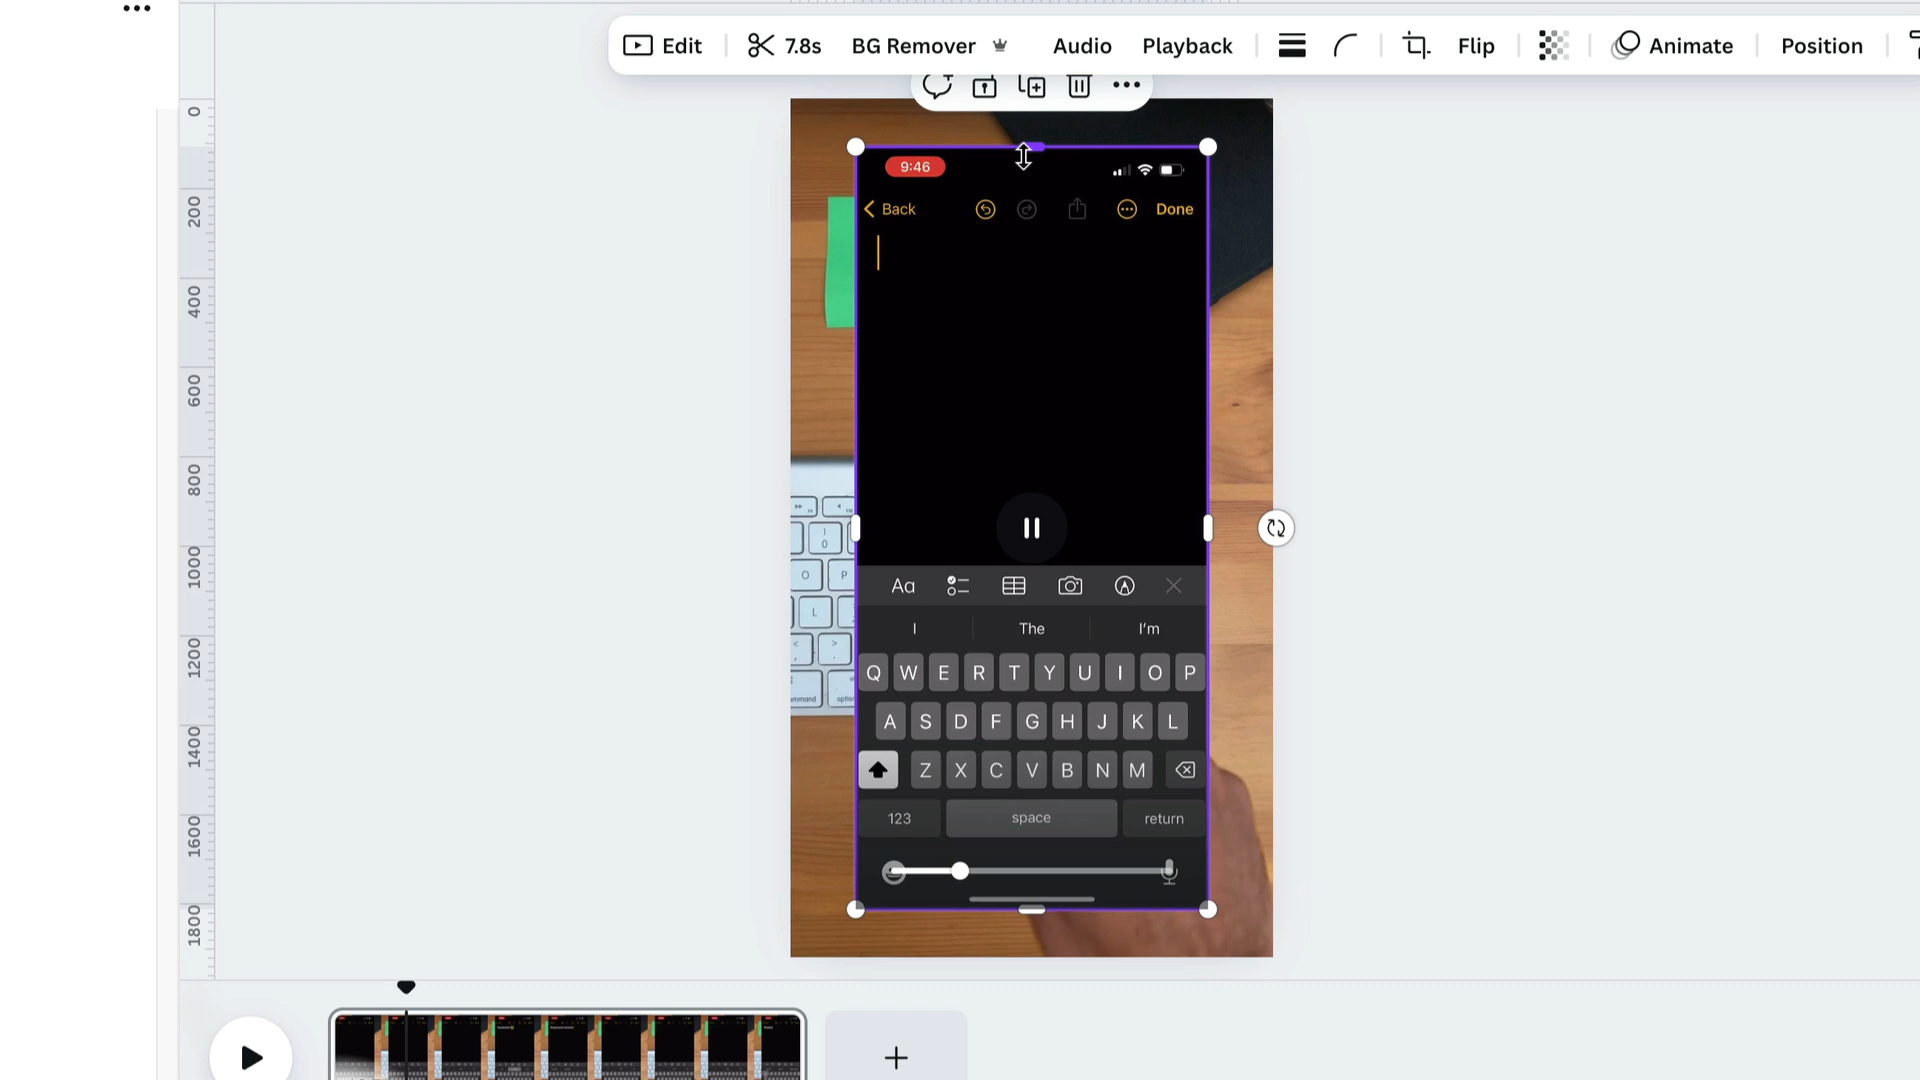 Edit 7.8s BG Remover Audio Playback Flip Animate Position
0
200
400
600
800
1000
1200
1400
1600
1800
9:46
Back Done
Aa
I The I'm
Q W E R T Y U I O P
A S D F G H J K L
Z X C V B N M
123 space return
O P
L